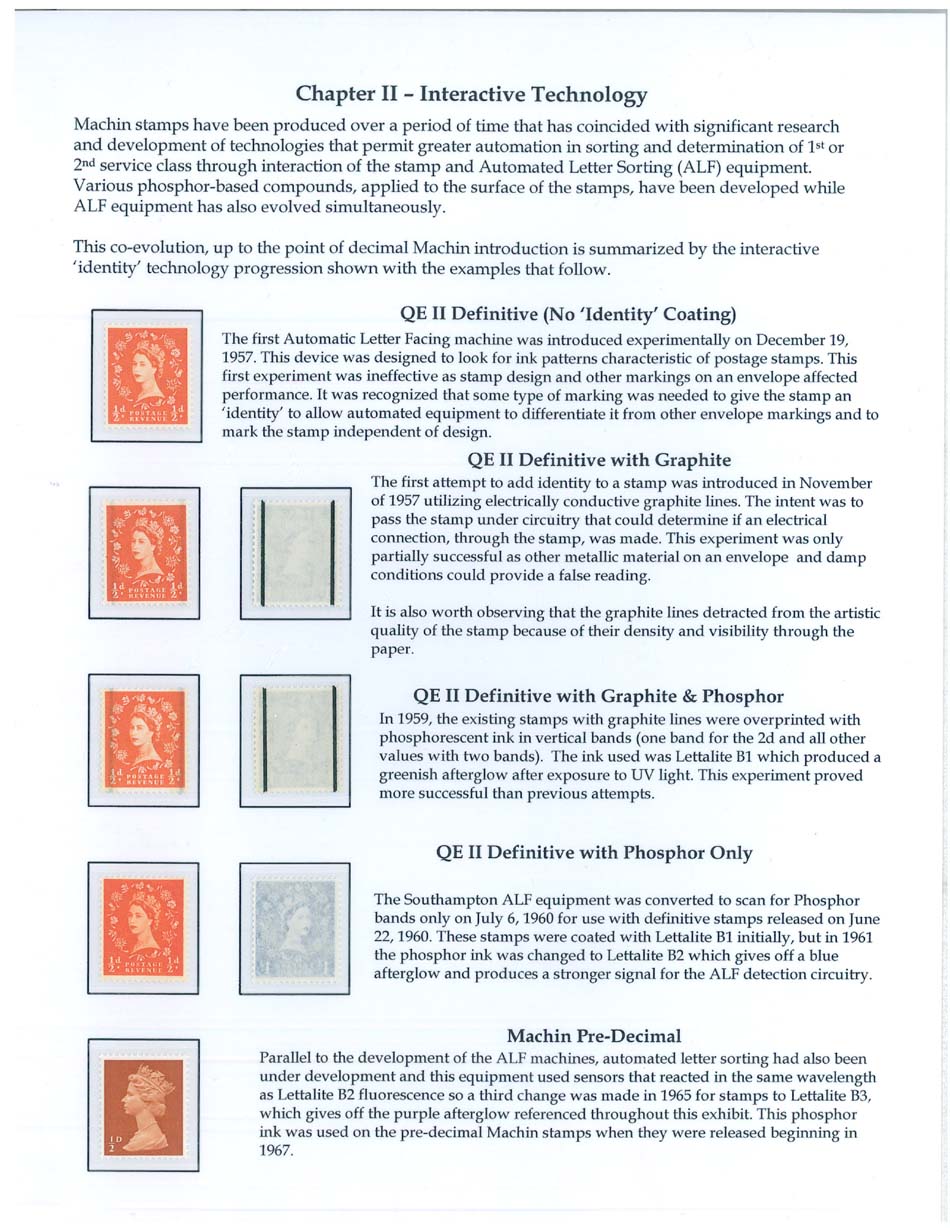 Chapter II – Interactive Technology
Machin stamps have been produced over a period of time that has coincided with significant research
and development of technologies that permit greater automation in sorting and determination of 1st or
2nd service class through interaction of the stamp and Automated Letter Sorting (ALF) equipment.
Various phosphor-based compounds, applied to the surface of the stamps, have been developed while
ALF equipment has also evolved simultaneously.
This co-evolution, up to the point of decimal Machin introduction is summarized by the interactive
‘identity’ technology progression shown with the examples that follow.
QE II Definitive (No ‘Identity’ Coating)
The first Automatic Letter Facing machine was introduced experimentally on December 19,
1957. This device was designed to look for ink patterns characteristic of postage stamps. This
first experiment was ineffective as stamp design and other markings on an envelope affected
performance. It was recognized that some type of marking was needed to give the stamp an
‘identity’ to allow automated equipment to differentiate it from other envelope markings and to
mark the stamp independent of design.
½d POSTAGE REVENUE ½d
QE II Definitive with Graphite
The first attempt to add identity to a stamp was introduced in November
of 1957 utilizing electrically conductive graphite lines. The intent was to
pass the stamp under circuitry that could determine if an electrical
connection, through the stamp, was made. This experiment was only
partially successful as other metallic material on an envelope and damp
conditions could provide a false reading.
It is also worth observing that the graphite lines detracted from the artistic
quality of the stamp because of their density and visibility through the
paper.
½d POSTAGE REVENUE ½d
QE II Definitive with Graphite & Phosphor
In 1959, the existing stamps with graphite lines were overprinted with
phosphorescent ink in vertical bands (one band for the 2d and all other
values with two bands). The ink used was Lettalite B1 which produced a
greenish afterglow after exposure to UV light. This experiment proved
more successful than previous attempts.
½d POSTAGE REVENUE ½d
QE II Definitive with Phosphor Only
The Southampton ALF equipment was converted to scan for Phosphor
bands only on July 6, 1960 for use with definitive stamps released on June
22, 1960. These stamps were coated with Lettalite B1 initially, but in 1961
the phosphor ink was changed to Lettalite B2 which gives off a blue
afterglow and produces a stronger signal for the ALF detection circuitry.
½d POSTAGE REVENUE ½d
Machin Pre-Decimal
Parallel to the development of the ALF machines, automated letter sorting had also been
under development and this equipment used sensors that reacted in the same wavelength
as Lettalite B2 fluorescence so a third change was made in 1965 for stamps to Lettalite B3,
which gives off the purple afterglow referenced throughout this exhibit. This phosphor
ink was used on the pre-decimal Machin stamps when they were released beginning in
1967.
½D